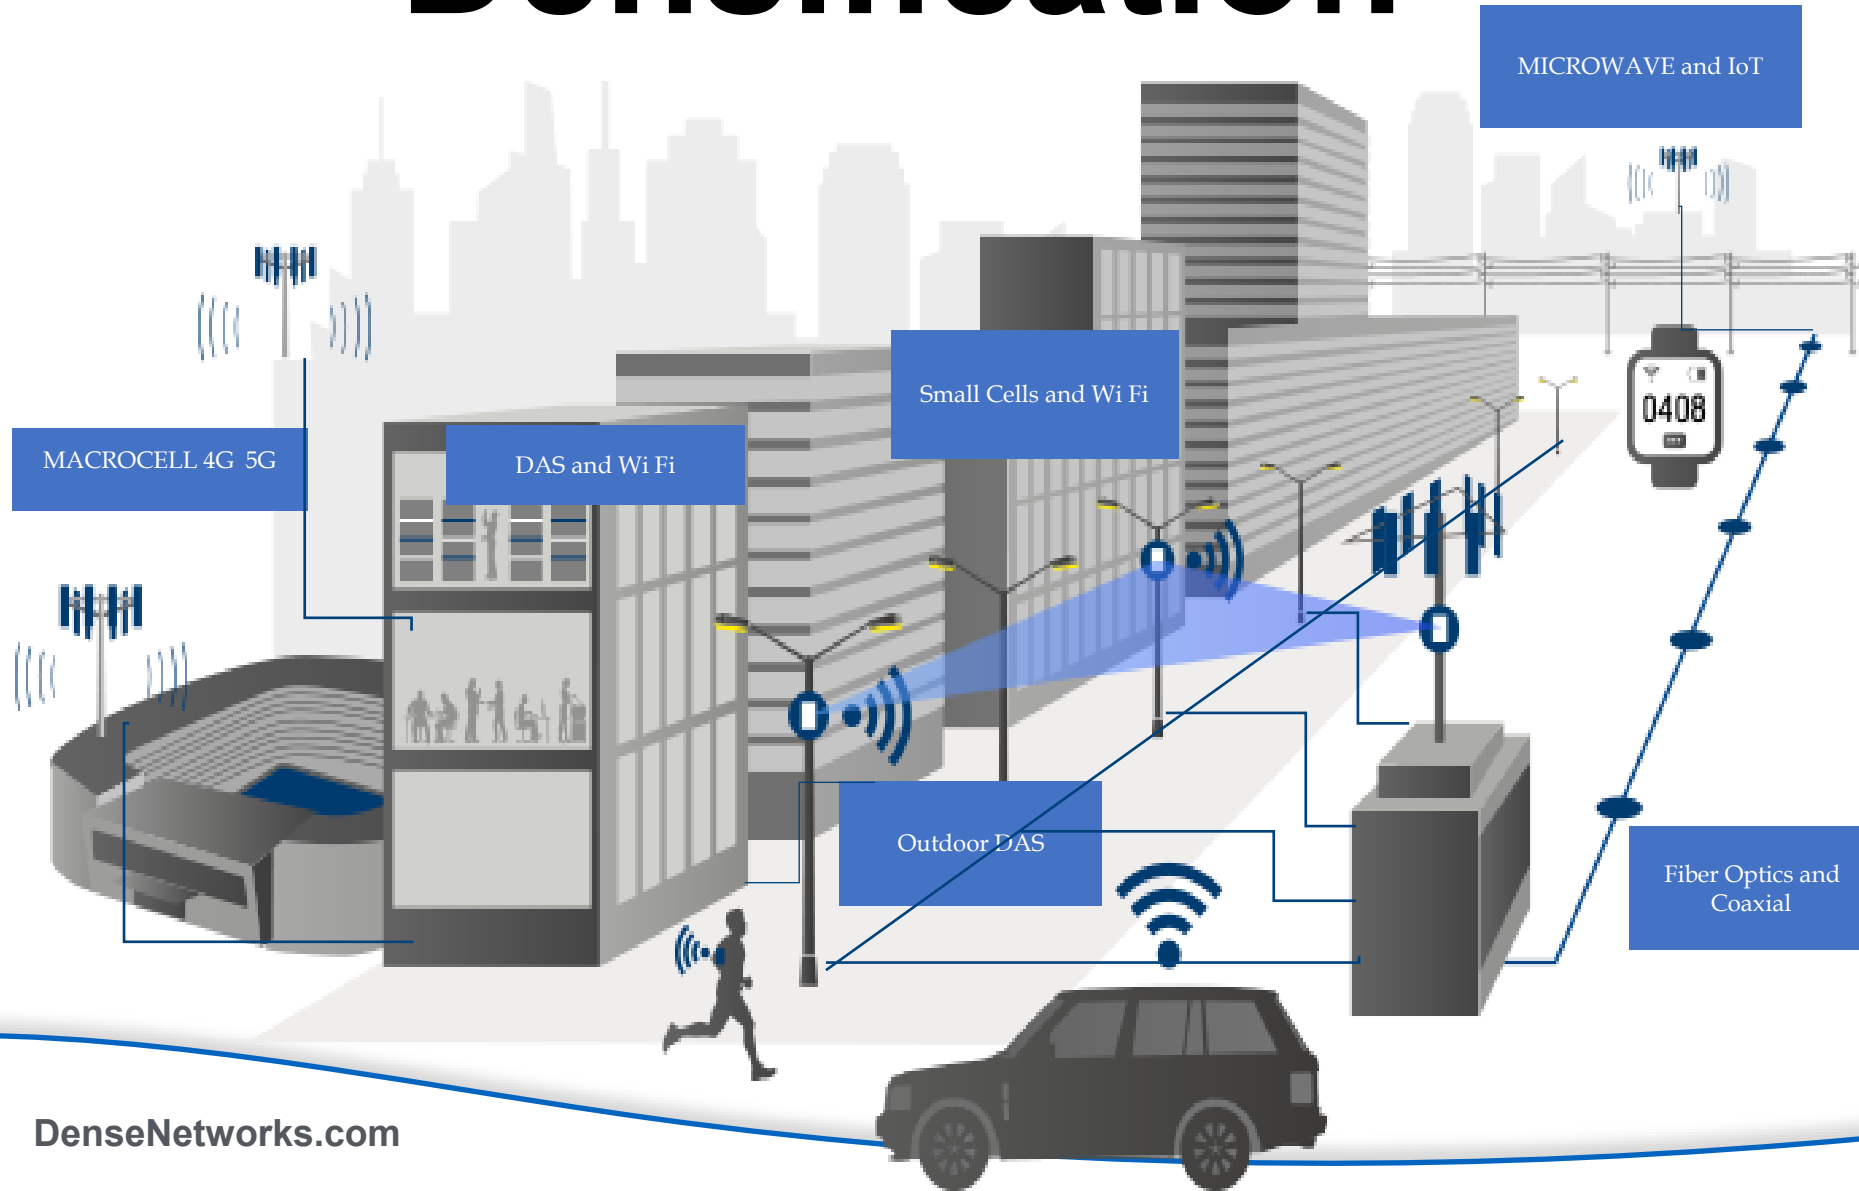 Densification
MICROWAVE and IoT
Small Cells and Wi Fi
MACROCELL 4G 5G
DAS and Wi Fi
0408
Outdoor DAS
Fiber Optics and
Coaxial
DenseNetworks.com